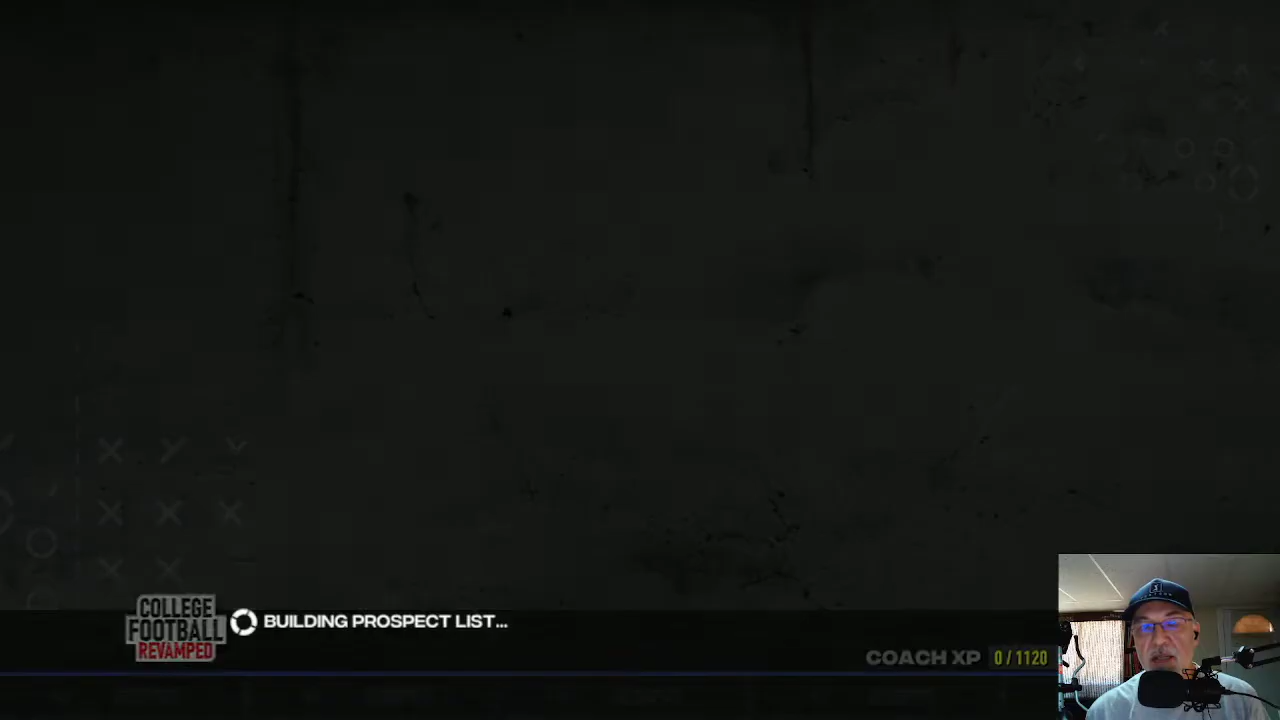 COLLEGE
FOOTBALL
REVAMPED
BUILDING PROSPECT LIST...
COACH XP 0 / 1120